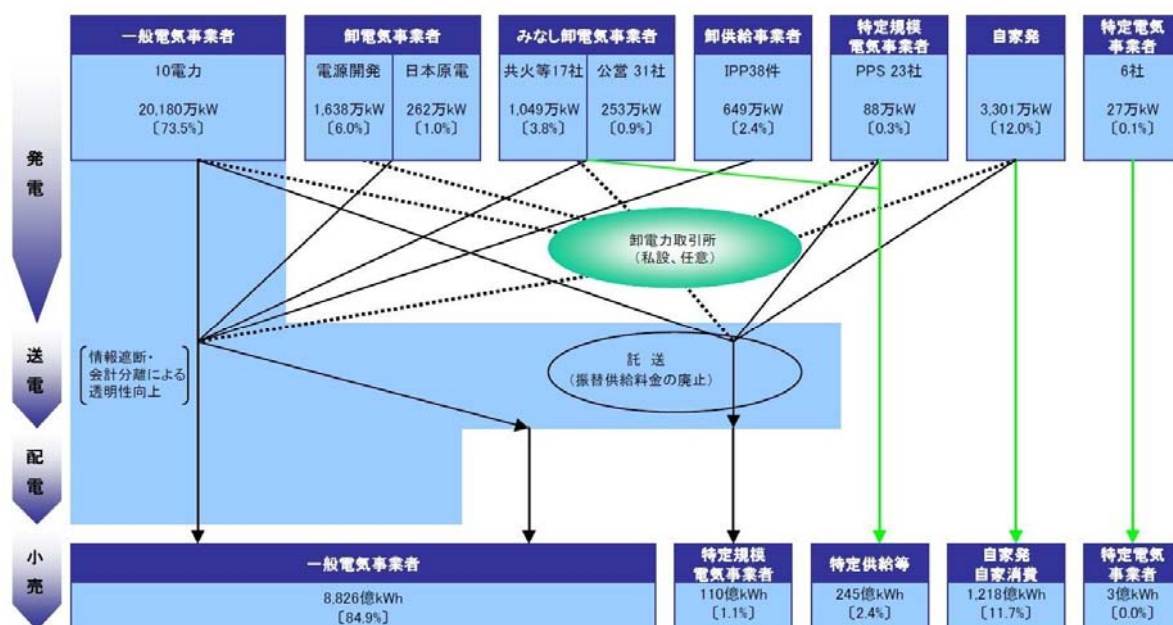 一般電気事業者
10電力
20,180万kW
〔73.5%〕
卸電気事業者
電源開発
1,638万kW
〔6.0%〕
日本原電
262万kW
〔1.0%〕
みなし卸電気事業者
共火等17社
1,049万kW
〔3.8%〕
公営 31社
253万kW
〔0.9%〕
卸供給事業者
IPP38件
649万kW
〔2.4%〕
特定規模
電気事業者
PPS 23社
88万kW
〔0.3%〕
自家発
3,301万kW
〔12.0%〕
特定電気
事業者
6社
27万kW
〔0.1%〕
発電
卸電力取引所
（私設、任意）
送電
情報遮断・
会計分離による
透明性向上
託 送
（振替供給料金の廃止）
配電
小売
一般電気事業者
8,826億kWh
〔84.9%〕
特定規模
電気事業者
110億kWh
〔1.1%〕
特定供給等
245億kWh
〔2.4%〕
自家発
自家消費
1,218億kWh
〔11.7%〕
特定電気
事業者
3億kWh
〔0.0%〕